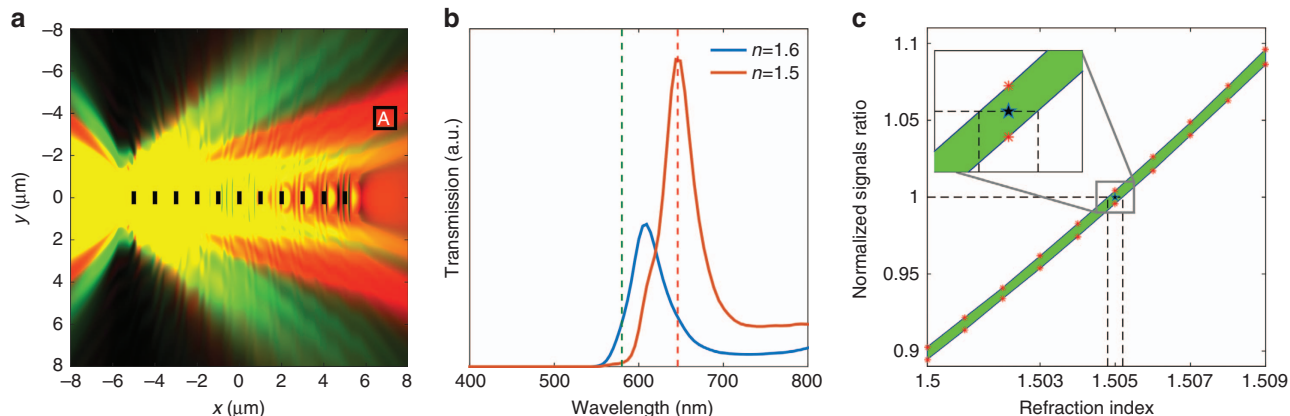 a
–8
–6
–4
–2
0
2
4
6
8
y (μm)
A
–8 –6 –4 –2 0 2 4 6 8
x (μm)
b
n=1.6
n=1.5
Transmission (a.u.)
400 500 600 700 800
Wavelength (nm)
c
1.1
1.05
1
0.95
0.9
Normalized signals ratio
1.5 1.503 1.505 1.507 1.509
Refraction index